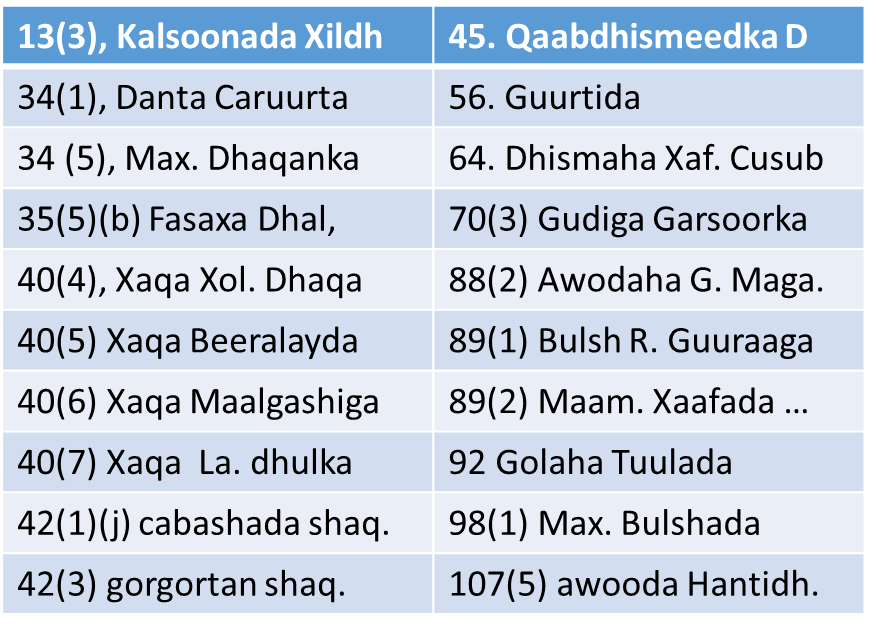 13(3), Kalsoonada Xildh 45. Qaabdhismeedka D
34(1), Danta Caruurta 56. Guurtida
34 (5), Max. Dhaqanka 64. Dhismaha Xaf. Cusub
35(5)(b) Fasaxa Dhal, 70(3) Gudiga Garsoorka
40(4), Xaqa Xol. Dhaqa 88(2) Awodaha G. Maga.
40(5) Xaqa Beeralayda 89(1) Bulsh R. Guuraaga
40(6) Xaqa Maalgashiga 89(2) Maam. Xaafada ...
40(7) Xaqa La. dhulka 92 Golaha Tuulada
42(1)(j) cabashada shaq. 98(1) Max. Bulshada
42(3) gorgortan shaq. 107(5) awooda Hantidh.